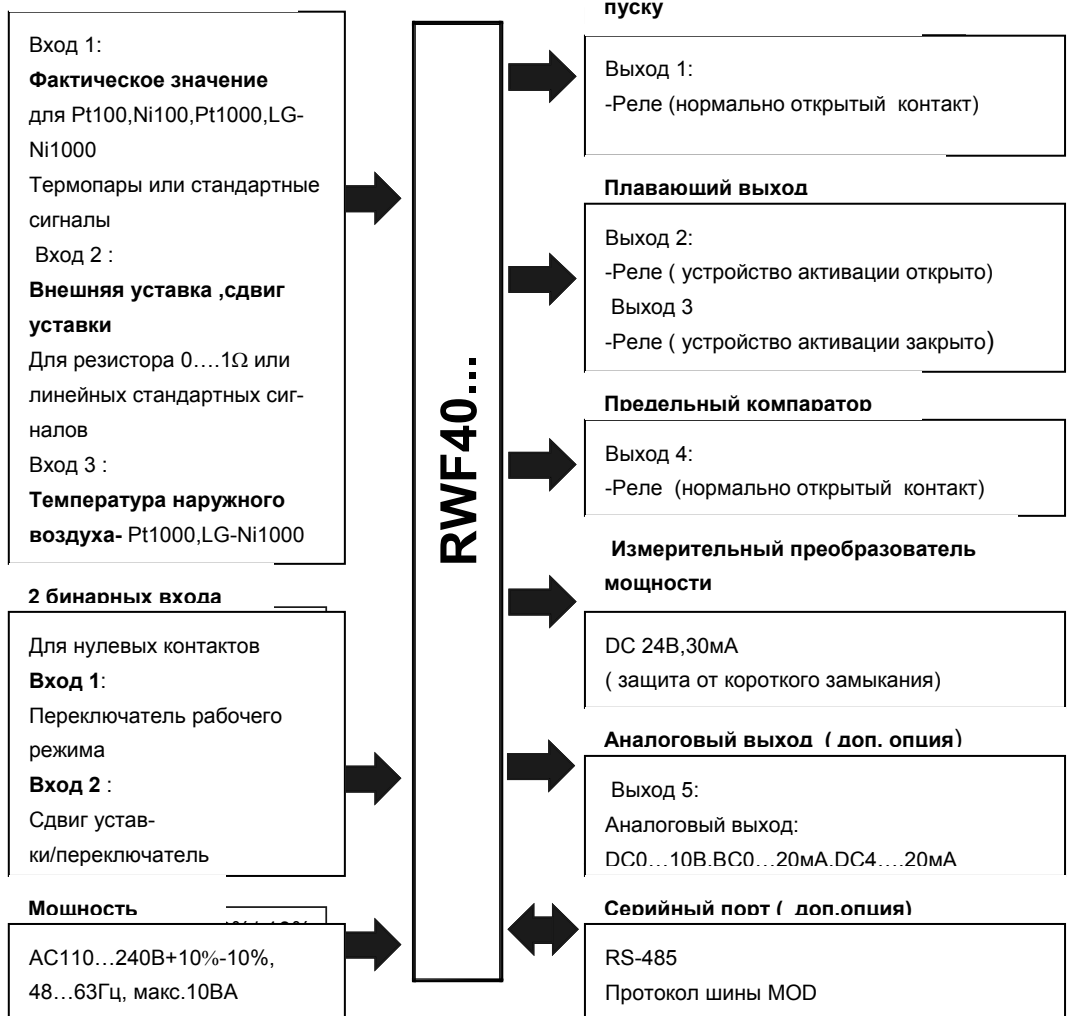 Вход 1:
Фактическое значение
для Pt100,Ni100,Pt1000,LG-
Ni1000
Термопары или стандартные
сигналы
Вход 2 :
Внешняя уставка ,сдвиг
уставки
Для резистора 0….1Ω или
линейных стандартных сиг-
налов
Вход 3 :
Температура наружного
воздуха- Pt1000,LG-Ni1000
2 бинарных входа
Для нулевых контактов
Вход 1:
Переключатель рабочего
режима
Вход 2 :
Сдвиг устав-
ки/переключатель
Мощность
AC110…240В+10%-10%,
48…63Гц, макс.10ВА
RWF40...
пуску
Выход 1:
-Реле (нормально открытый контакт)
Плавающий выход
Выход 2:
-Реле ( устройство активации открыто)
Выход 3
-Реле ( устройство активации закрыто)
Предельный компаратор
Выход 4:
-Реле (нормально открытый контакт)
Измерительный преобразователь
мощности
DC 24В,30мА
( защита от короткого замыкания)
Аналоговый выход ( доп. опция)
Выход 5:
Аналоговый выход:
DC0…10В,ВС0…20мА,DC4….20мА
Серийный порт ( доп.опция)
RS-485
Протокол шины MOD